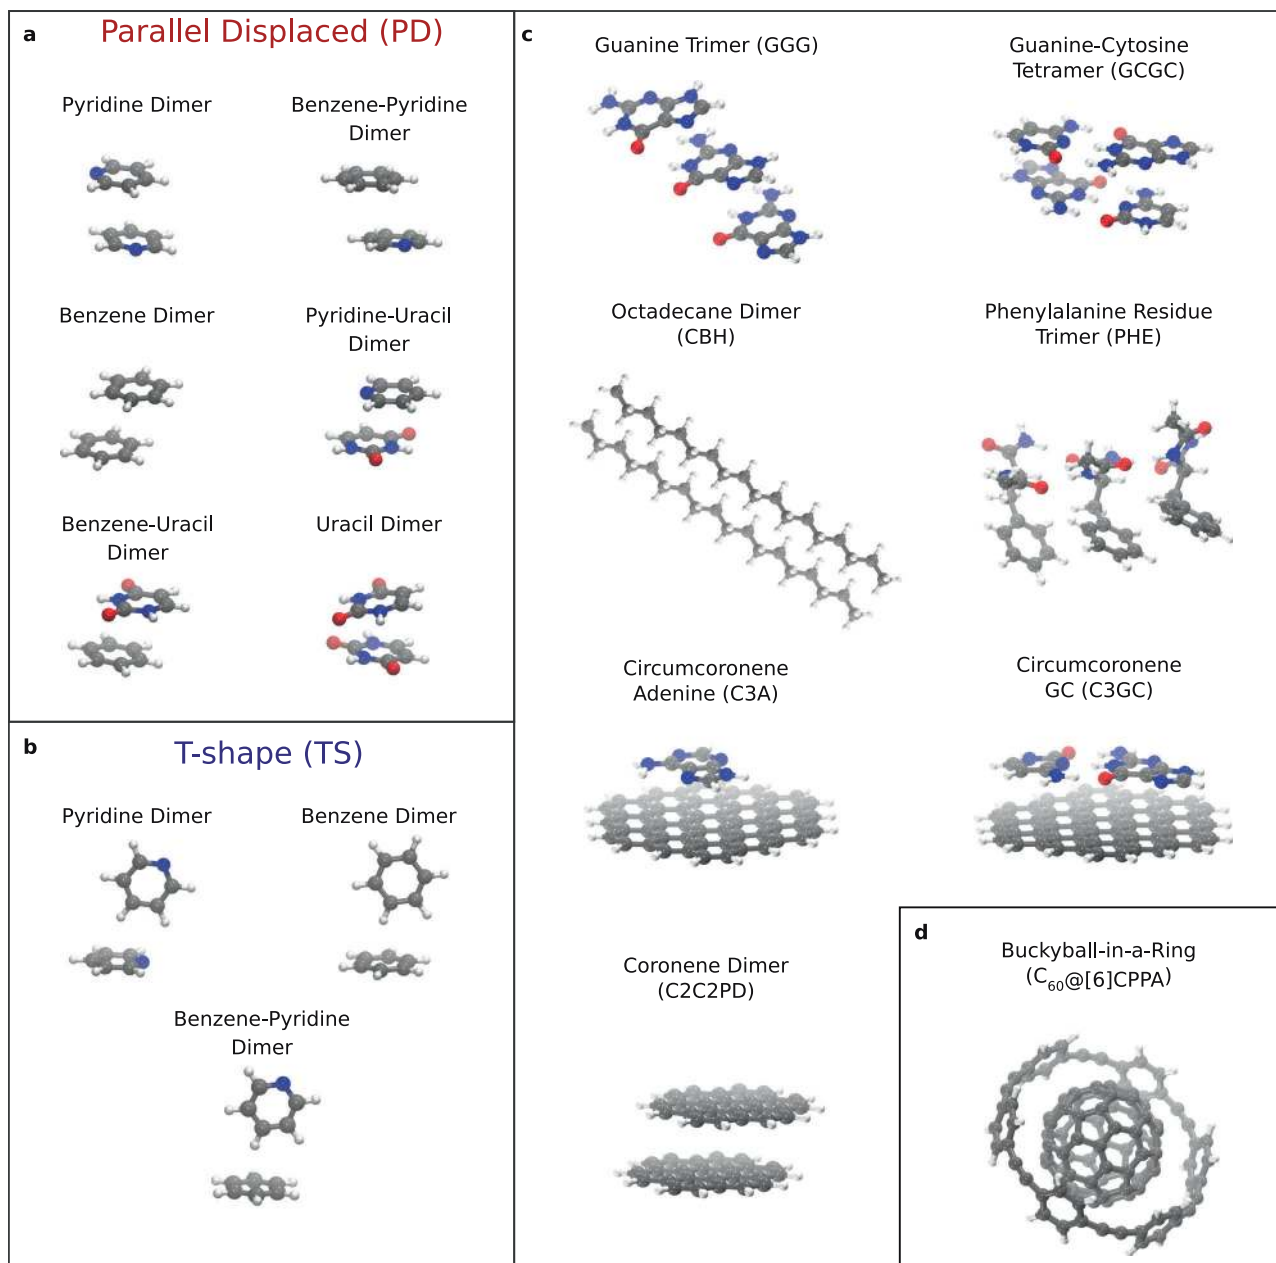 a
Parallel Displaced (PD)
Pyridine Dimer
Benzene-Pyridine
Dimer
Benzene Dimer
Pyridine-Uracil
Dimer
Benzene-Uracil
Dimer
Uracil Dimer
b
T-shape (TS)
Pyridine Dimer
Benzene Dimer
Benzene-Pyridine
Dimer
c
Guanine Trimer (GGG)
Guanine-Cytosine
Tetramer (GCGC)
Octadecane Dimer
(CBH)
Phenylalanine Residue
Trimer (PHE)
Circumcoronene
Adenine (C3A)
Circumcoronene
GC (C3GC)
Coronene Dimer
(C2C2PD)
d
Buckyball-in-a-Ring
(C₆₀@[6]CPPA)